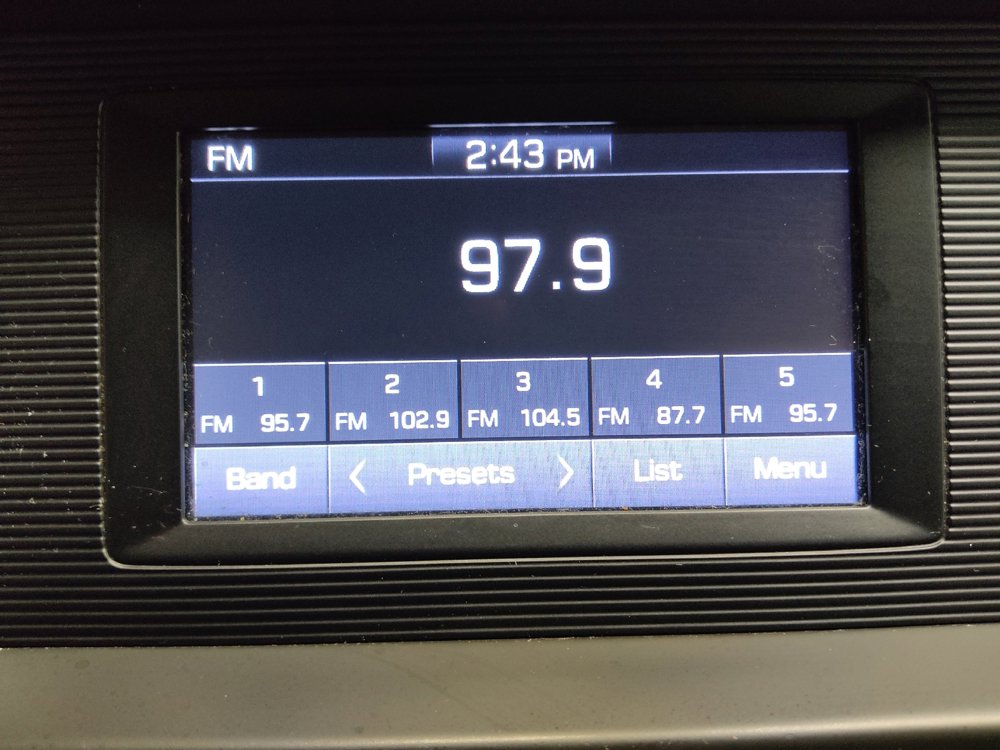 FM 2:43 PM
97.9
1 2 3 4 5
FM 95.7 FM 102.9 FM 104.5 FM 87.7 FM 95.7
Band < Presets > List Menu